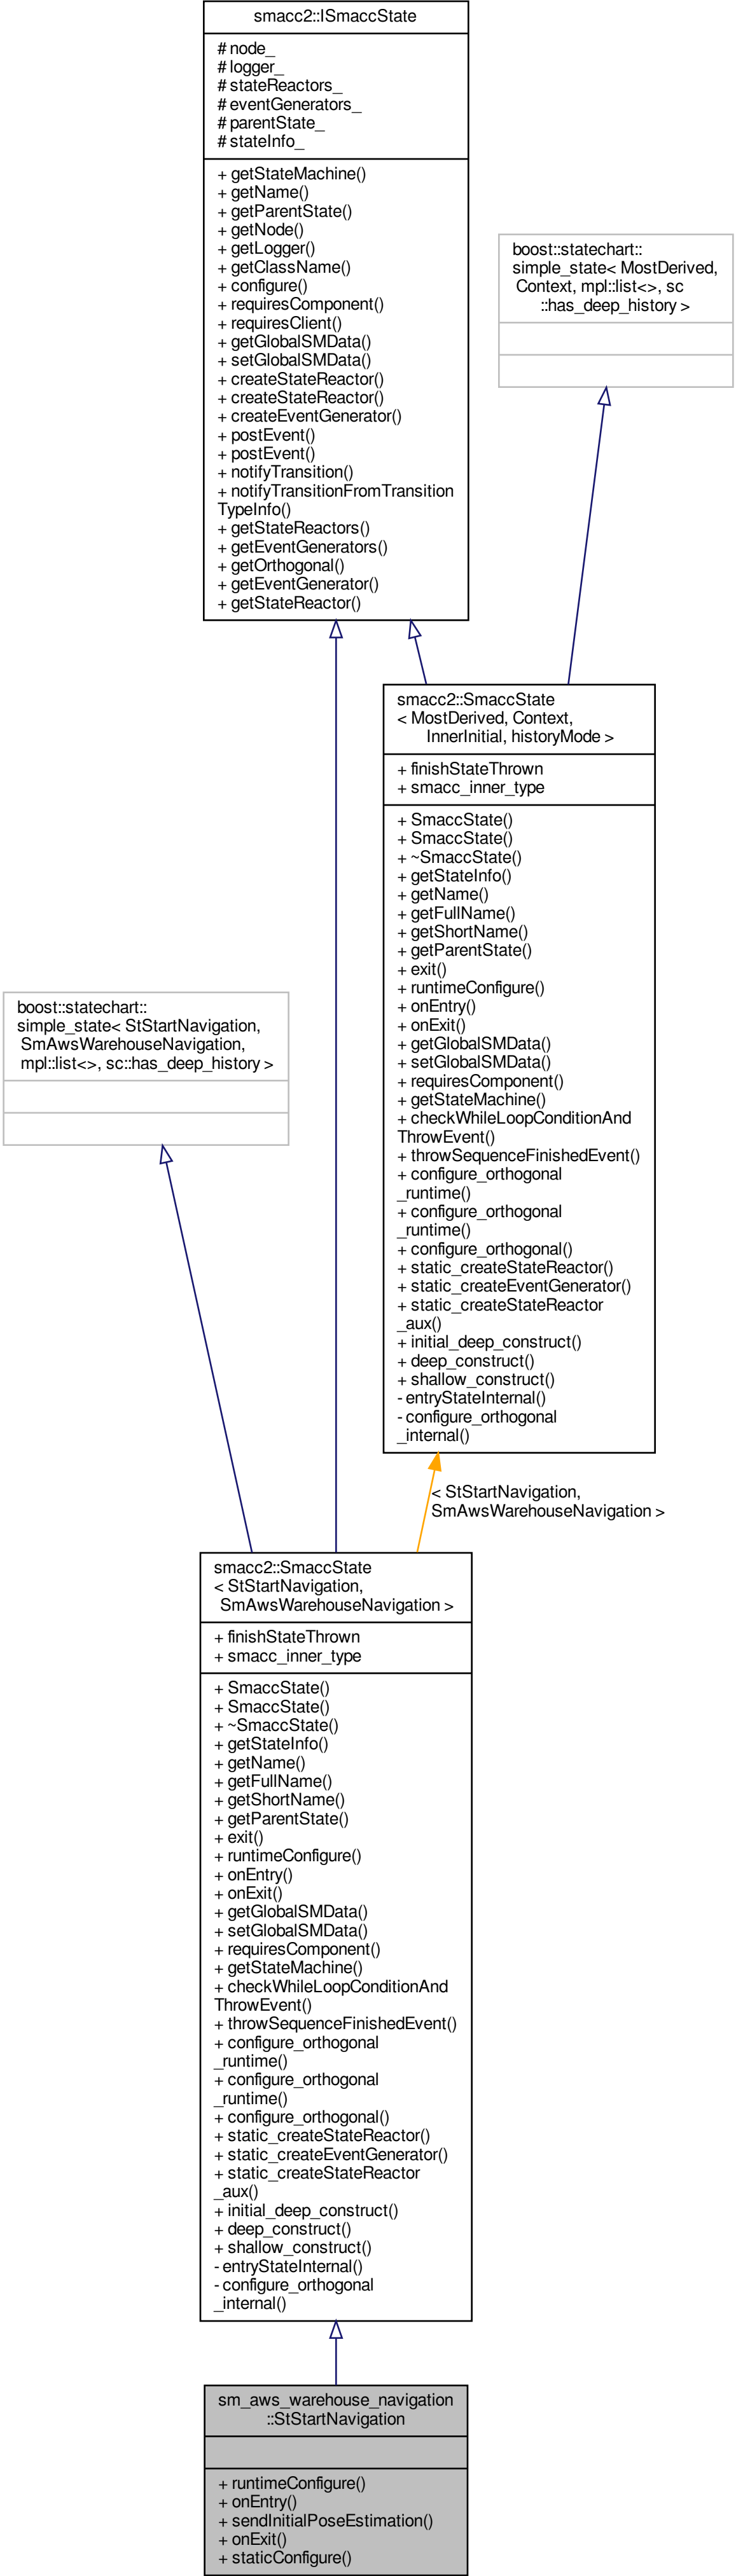 smacc2::ISmaccState
# node_
# logger_
# stateReactors_
# eventGenerators_
# parentState_
# stateInfo_
+ getStateMachine()
+ getName()
+ getParentState()
+ getNode()
+ getLogger()
+ getClassName()
+ configure()
+ requiresComponent()
+ requiresClient()
+ getGlobalSMData()
+ setGlobalSMData()
+ createStateReactor()
+ createStateReactor()
+ createEventGenerator()
+ postEvent()
+ postEvent()
+ notifyTransition()
+ notifyTransitionFromTransition
TypeInfo()
+ getStateReactors()
+ getEventGenerators()
+ getOrthogonal()
+ getEventGenerator()
+ getStateReactor()
boost::statechart::
simple_state< MostDerived,
Context, mpl::list<>, sc
::has_deep_history >
smacc2::SmaccState
< MostDerived, Context,
InnerInitial, historyMode >
+ finishStateThrown
+ smacc_inner_type
+ SmaccState()
+ SmaccState()
+ ~SmaccState()
+ getStateInfo()
+ getName()
+ getFullName()
+ getShortName()
+ getParentState()
+ exit()
+ runtimeConfigure()
+ onEntry()
+ onExit()
+ getGlobalSMData()
+ setGlobalSMData()
+ requiresComponent()
+ getStateMachine()
+ checkWhileLoopConditionAnd
ThrowEvent()
+ throwSequenceFinishedEvent()
+ configure_orthogonal
_runtime()
+ configure_orthogonal
_runtime()
+ configure_orthogonal()
+ static_createStateReactor()
+ static_createEventGenerator()
+ static_createStateReactor
_aux()
+ initial_deep_construct()
+ deep_construct()
+ shallow_construct()
- entryStateInternal()
- configure_orthogonal
_internal()
boost::statechart::
simple_state< StStartNavigation,
SmAwsWarehouseNavigation,
mpl::list<>, sc::has_deep_history >
< StStartNavigation,
SmAwsWarehouseNavigation >
smacc2::SmaccState
< StStartNavigation,
SmAwsWarehouseNavigation >
+ finishStateThrown
+ smacc_inner_type
+ SmaccState()
+ SmaccState()
+ ~SmaccState()
+ getStateInfo()
+ getName()
+ getFullName()
+ getShortName()
+ getParentState()
+ exit()
+ runtimeConfigure()
+ onEntry()
+ onExit()
+ getGlobalSMData()
+ setGlobalSMData()
+ requiresComponent()
+ getStateMachine()
+ checkWhileLoopConditionAnd
ThrowEvent()
+ throwSequenceFinishedEvent()
+ configure_orthogonal
_runtime()
+ configure_orthogonal
_runtime()
+ configure_orthogonal()
+ static_createStateReactor()
+ static_createEventGenerator()
+ static_createStateReactor
_aux()
+ initial_deep_construct()
+ deep_construct()
+ shallow_construct()
- entryStateInternal()
- configure_orthogonal
_internal()
sm_aws_warehouse_navigation
::StStartNavigation
+ runtimeConfigure()
+ onEntry()
+ sendInitialPoseEstimation()
+ onExit()
+ staticConfigure()